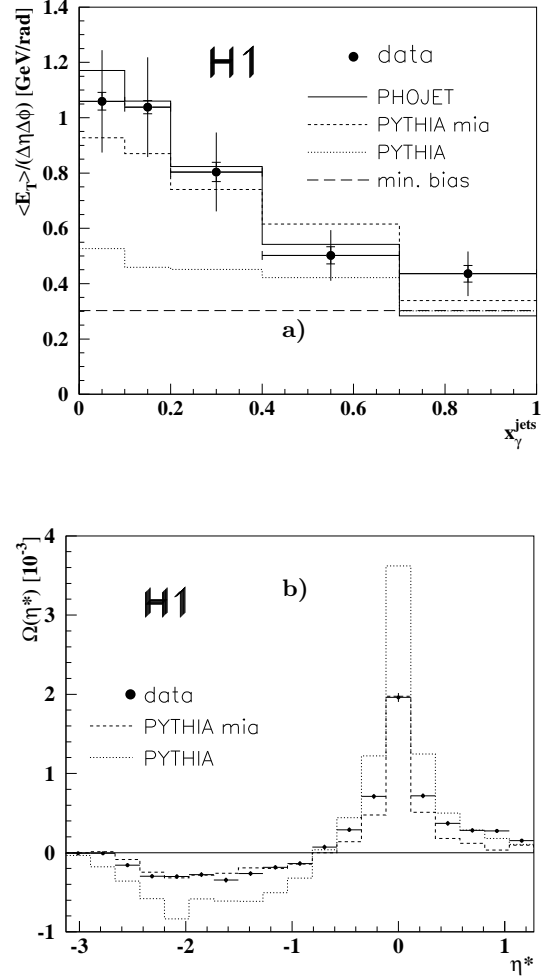 <E_T>/(ΔηΔϕ) [GeV/rad]
1.4
1.2
1
0.8
0.6
0.4
0.2
0
H1
data
PHOJET
PYTHIA mia
PYTHIA
min. bias
a)
0 0.2 0.4 0.6 0.8 1
x_γ^jets
Ω(η*) [10^-3]
4
3
2
1
0
-1
H1
b)
data
PYTHIA mia
PYTHIA
-3 -2 -1 0 1
η*